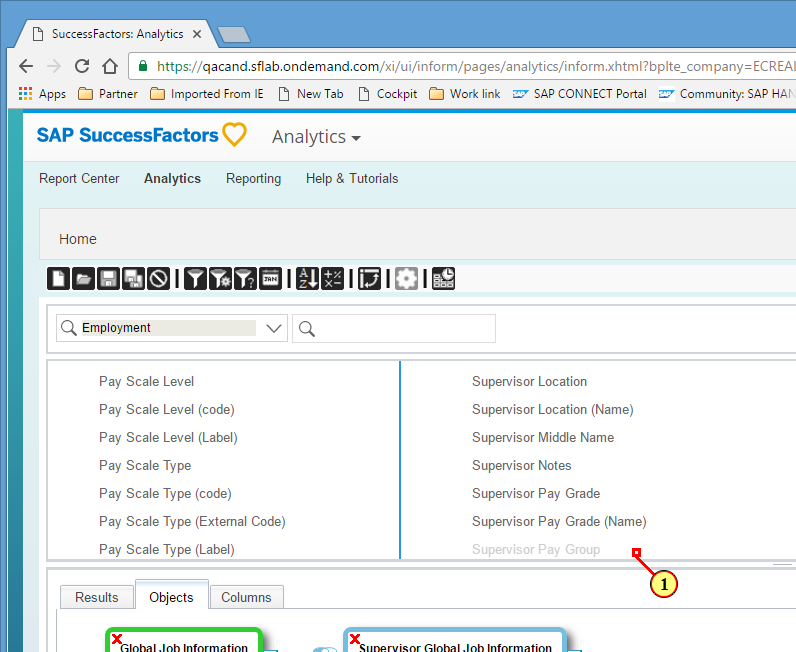 SuccessFactors: Analytics
https://qacand.sflab.ondemand.com/xi/ui/inform/pages/analytics/inform.xhtml?bplte_company=ECREAL
Apps Partner Imported From IE New Tab Cockpit Work link SAP CONNECT Portal Community: SAP HAN
SAP SuccessFactors Analytics
Report Center Analytics Reporting Help & Tutorials
Home
JAN A Z
Employment
Pay Scale Level Supervisor Location
Pay Scale Level (code) Supervisor Location (Name)
Pay Scale Level (Label) Supervisor Middle Name
Pay Scale Type Supervisor Notes
Pay Scale Type (code) Supervisor Pay Grade
Pay Scale Type (External Code) Supervisor Pay Grade (Name)
Pay Scale Type (Label) Supervisor Pay Group
1
Results Objects Columns
Global Job Information Supervisor Global Job Information